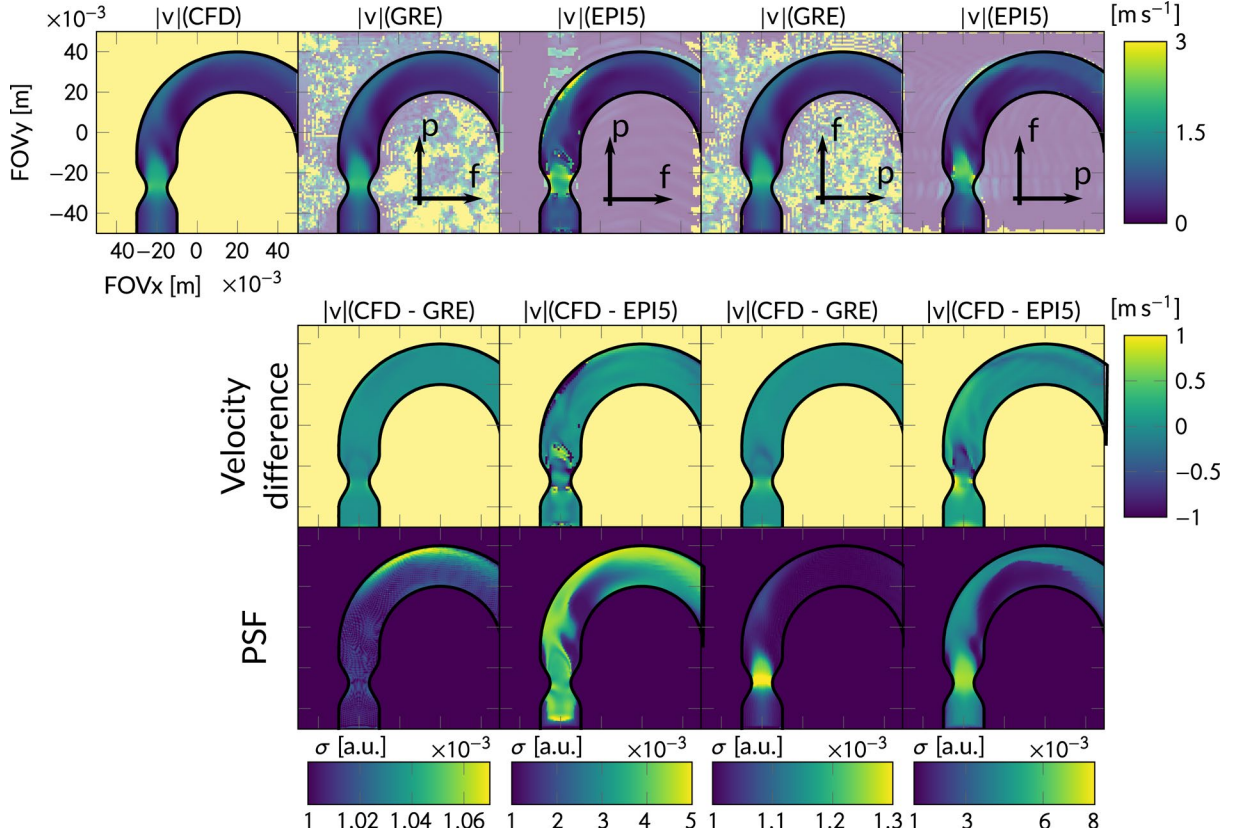 ×10⁻³ |v|(CFD) |v|(GRE) |v|(EPI5) |v|(GRE) |v|(EPI5) [m s⁻¹]
40 3
20
0 1.5
−20
−40 0
FOVy [m]
p f p f f p f p
40 −20 0 20 40
FOVx [m] ×10⁻³
|v|(CFD - GRE) |v|(CFD - EPI5) |v|(CFD - GRE) |v|(CFD - EPI5) [m s⁻¹]
Velocity
difference
1
0.5
0
−0.5
−1
PSF
σ [a.u.] ×10⁻³ σ [a.u.] ×10⁻³ σ [a.u.] ×10⁻³ σ [a.u.] ×10⁻³
1 1.02 1.04 1.06 1 2 3 4 5 1 1.1 1.2 1.3 1 3 6 8